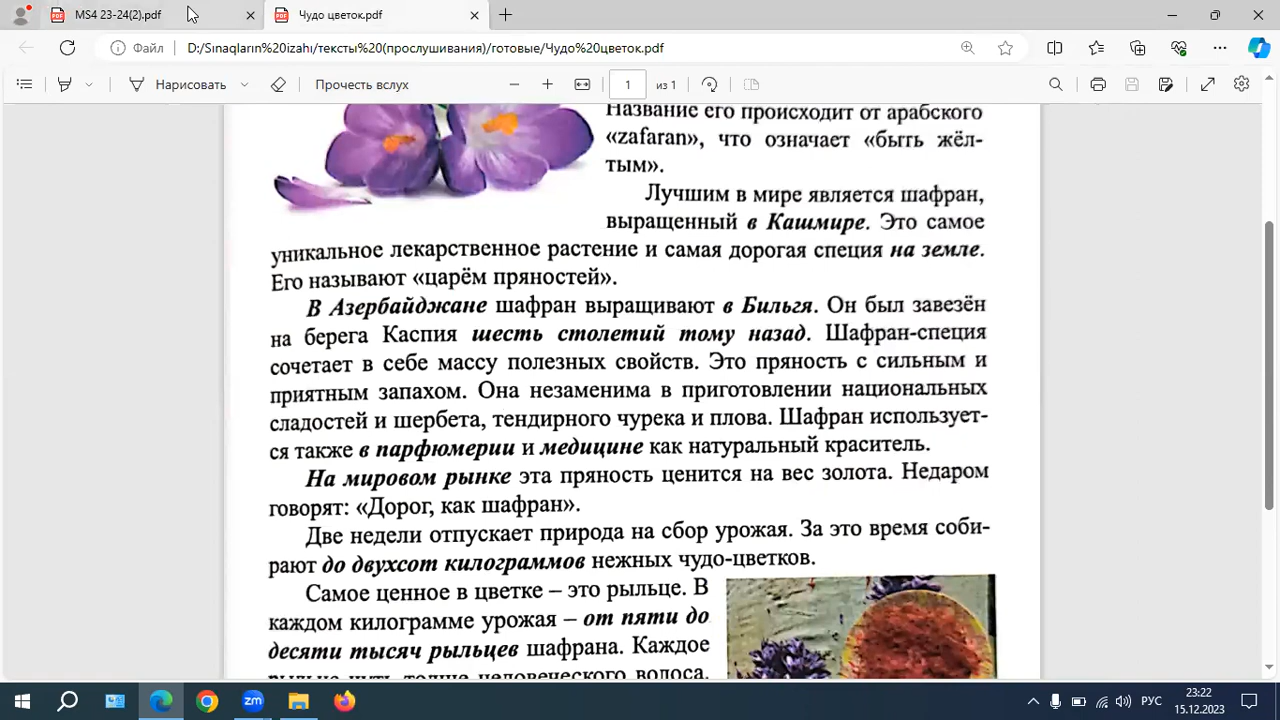 MS4 23-24(2).pdf
Чудо цветок.pdf
Файл
D:/Sinaqların%20izahı/тексты%20(прослушивания)/готовые/Чудо%20цветок.pdf
Нарисовать
Прочесть вслух
1
из 1
Название его происходит от арабского
«zafaran», что означает «быть жёл-
тым».
Лучшим в мире является шафран,
выращенный в Кашмире. Это самое
уникальное лекарственное растение и самая дорогая специя на земле.
Его называют «царём пряностей».
В Азербайджане шафран выращивают в Бильгя. Он был завезён
на берега Каспия шесть столетий тому назад. Шафран-специя
сочетает в себе массу полезных свойств. Это пряность с сильным и
приятным запахом. Она незаменима в приготовлении национальных
сладостей и шербета, тендирного чурека и плова. Шафран использует-
ся также в парфюмерии и медицине как натуральный краситель.
На мировом рынке эта пряность ценится на вес золота. Недаром
говорят: «Дорог, как шафран».
Две недели отпускает природа на сбор урожая. За это время соби-
рают до двухсот килограммов нежных чудо-цветков.
Самое ценное в цветке – это рыльце. В
каждом килограмме урожая – от пяти до
десяти тысяч рыльцев шафрана. Каждое
рыльце чуть толще человеческого волоса.
zm
РУС
23:22
15.12.2023